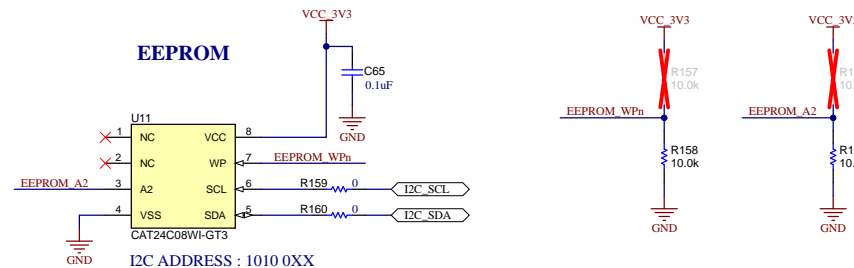 VCC_3V3
VCC_3V3
EEPROM
C65
0.1uF
R157
10.0k
U11
EEPROM_WPn
EEPROM_A2
1
NC
VCC
8
GND
2
NC
WP
7
EEPROM_WPn
R158
10.0k
EEPROM_A2
3
A2
SCL
6
R159
0
I2C_SCL
4
VSS
SDA
5
R160
0
I2C_SDA
CAT24C08WI-GT3
GND
GND
GND
I2C ADDRESS : 1010 0XX